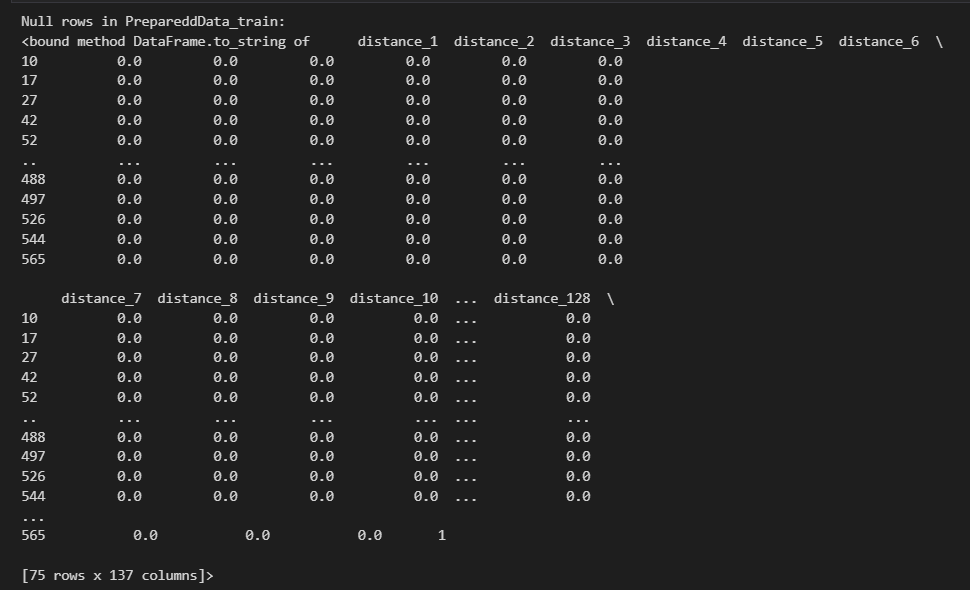 Null rows in PrepareddData_train:
<bound method DataFrame.to_string of      distance_1  distance_2  distance_3  distance_4  distance_5  distance_6  \
10          0.0         0.0         0.0         0.0         0.0         0.0
17          0.0         0.0         0.0         0.0         0.0         0.0
27          0.0         0.0         0.0         0.0         0.0         0.0
42          0.0         0.0         0.0         0.0         0.0         0.0
52          0.0         0.0         0.0         0.0         0.0         0.0
..          ...         ...         ...         ...         ...         ...
488         0.0         0.0         0.0         0.0         0.0         0.0
497         0.0         0.0         0.0         0.0         0.0         0.0
526         0.0         0.0         0.0         0.0         0.0         0.0
544         0.0         0.0         0.0         0.0         0.0         0.0
565         0.0         0.0         0.0         0.0         0.0         0.0
     distance_7  distance_8  distance_9  distance_10  ...  distance_128  \
10          0.0         0.0         0.0          0.0  ...           0.0
17          0.0         0.0         0.0          0.0  ...           0.0
27          0.0         0.0         0.0          0.0  ...           0.0
42          0.0         0.0         0.0          0.0  ...           0.0
52          0.0         0.0         0.0          0.0  ...           0.0
..          ...         ...         ...          ...  ...           ...
488         0.0         0.0         0.0          0.0  ...           0.0
497         0.0         0.0         0.0          0.0  ...           0.0
526         0.0         0.0         0.0          0.0  ...           0.0
544         0.0         0.0         0.0          0.0  ...           0.0
...
565           0.0           0.0           0.0       1
[75 rows x 137 columns]>